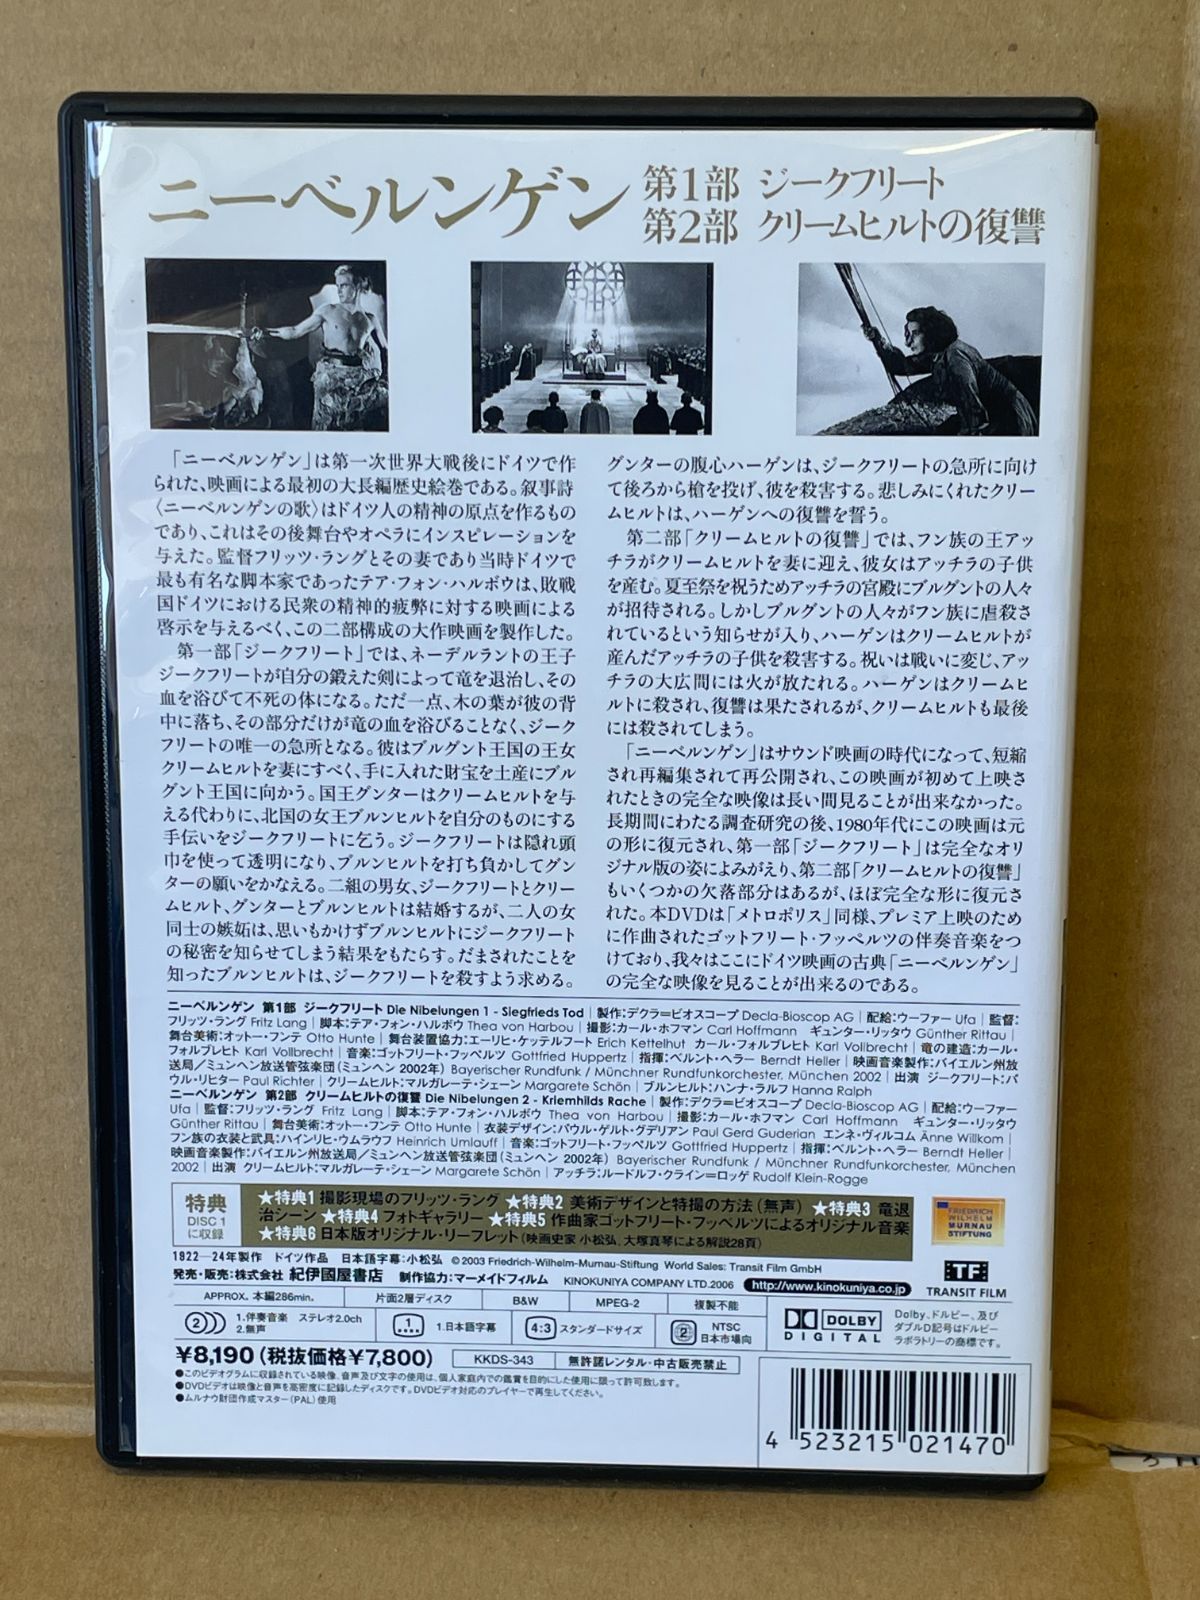 ニーベルンゲン 第1部 ジークフリート
第2部 クリームヒルトの復讐
「ニーベルンゲン」は第一次世界大戦後にドイツで作
られた、映画による最初の大長編歴史絵巻である。叙事詩
〈ニーベルンゲンの歌〉はドイツ人の精神の原点を作るもの
であり、これはその後舞台やオペラにインスピレーションを
与えた。監督フリッツ・ラングとその妻であり当時ドイツで
最も有名な脚本家であったテア・フォン・ハルボウは、敗戦
国ドイツにおける民衆の精神的疲弊に対する映画による
啓示を与えるべく、この二部構成の大作映画を製作した。
第一部「ジークフリート」では、ネーデルラントの王子
ジークフリートが自分の鍛えた剣によって竜を退治し、その
血を浴びて不死の体になる。ただ一点、木の葉が彼の背
中に落ち、その部分だけが竜の血を浴びることなく、ジーク
フリートの唯一の急所となる。彼はブルグント王国の王女
クリームヒルトを妻にすべく、手に入れた財宝を土産にブル
グント王国に向かう。国王グンターはクリームヒルトを与
える代わりに、北国の女王ブルンヒルトを自分のものにする
手伝いをジークフリートに乞う。ジークフリートは隠れ頭
巾を使って透明になり、ブルンヒルトを打ち負かしてグン
ターの願いをかなえる。二組の男女、ジークフリートとクリー
ムヒルト、グンターとブルンヒルトは結婚するが、二人の女
同士の嫉妬は、思いもかけずブルンヒルトにジークフリート
の秘密を知らせてしまう結果をもたらす。だまされたことを
知ったブルンヒルトは、ジークフリートを殺すよう求める。
グンターの腹心ハーゲンは、ジークフリートの急所に向け
て後ろから槍を投げ、彼を殺害する。悲しみにくれたクリー
ムヒルトは、ハーゲンへの復讐を誓う。
第二部「クリームヒルトの復讐」では、フン族の王アッ
チラがクリームヒルトを妻に迎え、彼女はアッチラの子供
を産む。夏至祭を祝うためアッチラの宮殿にブルグントの人々
が招待される。しかしブルグントの人々がフン族に虐殺さ
れているという知らせが入り、ハーゲンはクリームヒルトが
産んだアッチラの子供を殺害する。祝いは戦いに変じ、アッ
チラの大広間には火が放たれる。ハーゲンはクリームヒ
ルトに殺され、復讐は果たされるが、クリームヒルトも最後
には殺されてしまう。
「ニーベルンゲン」はサウンド映画の時代になって、短縮
され再編集されて再公開され、この映画が初めて上映さ
れたときの完全な映像は長い間見ることが出来なかった。
長期間にわたる調査研究の後、1980年代にこの映画は元
の形に復元され、第一部「ジークフリート」は完全なオリ
ジナル版の姿によみがえり、第二部「クリームヒルトの復讐」
もいくつかの欠落部分はあるが、ほぼ完全な形に復元さ
れた。本DVDは「メトロポリス」同様、プレミア上映のため
に作曲されたゴットフリート・フッペルツの伴奏音楽をつ
けており、我々はここにドイツ映画の古典「ニーベルンゲン」
の完全な映像を見ることが出来るのである。
ニーベルンゲン 第1部 ジークフリート Die Nibelungen 1 - Siegfrieds Tod｜製作：デクラ=ビオスコープ Decla-Bioscop AG｜配給：ウーファー Ufa｜監督：
フリッツ・ラング Fritz Lang｜脚本：テア・フォン・ハルボウ Thea von Harbou｜撮影：カール・ホフマン Carl Hoffmann ギュンター・リッタウ Günther Rittau｜
舞台美術：オットー・フンテ Otto Hunte｜舞台装置協力：エーリヒ・ケッテルフート Erich Kettelhut カール・フォルブレヒト Karl Vollbrecht｜竜の建造：カール・
フォルブレヒト Karl Vollbrecht｜音楽：ゴットフリート・フッペルツ Gottfried Huppertz｜指揮：ベルント・ヘラー Berndt Heller｜映画音楽製作：バイエルン州放
送局／ミュンヘン放送管弦楽団（ミュンヘン 2002年） Bayerischer Rundfunk / Münchner Rundfunkorchester, München 2002｜出演 ジークフリート：パ
ウル・リヒター Paul Richter｜クリームヒルト：マルガレーテ・シェーン Margarete Schön｜ブルンヒルト：ハンナ・ラルフ Hanna Ralph
ニーベルンゲン 第2部 クリームヒルトの復讐 Die Nibelungen 2 - Kriemhilds Rache｜製作：デクラ=ビオスコープ Decla-Bioscop AG｜配給：ウーファー
Ufa｜監督：フリッツ・ラング Fritz Lang｜脚本：テア・フォン・ハルボウ Thea von Harbou｜撮影：カール・ホフマン Carl Hoffmann ギュンター・リッタウ
Günther Rittau｜舞台美術：オットー・フンテ Otto Hunte｜衣装デザイン：パウル・ゲルト・グデリアン Paul Gerd Guderian エンネ・ヴィルコム Änne Willkom｜
フン族の衣装と武具：ハインリヒ・ウムラウフ Heinrich Umlauff｜音楽：ゴットフリート・フッペルツ Gottfried Huppertz｜指揮：ベルント・ヘラー Berndt Heller｜
映画音楽製作：バイエルン州放送局／ミュンヘン放送管弦楽団（ミュンヘン 2002年） Bayerischer Rundfunk / Münchner Rundfunkorchester, München
2002｜出演 クリームヒルト：マルガレーテ・シェーン Margarete Schön｜アッチラ：ルードルフ・クライン=ロッゲ Rudolf Klein-Rogge
特典
DISC 1
に収録
★特典1 撮影現場のフリッツ・ラング ★特典2 美術デザインと特撮の方法（無声） ★特典3 竜退
治シーン ★特典4 フォトギャラリー ★特典5 作曲家ゴットフリート・フッペルツによるオリジナル音楽
★特典6 日本版オリジナル・リーフレット（映画史家 小松弘、大塚真琴による解説28頁）
FRIEDRICH
WILHELM
MURNAU
STIFTUNG
1922—24年製作 ドイツ作品 日本語字幕：小松弘 © 2003 Friedrich-Wilhelm-Murnau-Stiftung World Sales: Transit Film GmbH
発売・販売：株式会社 紀伊國屋書店 制作協力：マーメイドフィルム KINOKUNIYA COMPANY LTD.2006 http://www.kinokuniya.co.jp
TF
TRANSIT FILM
APPROX. 本編286min. 片面2層ディスク B&W MPEG-2 複製不能
2 1.伴奏音楽 ステレオ2.0ch
2.無声
1 1.日本語字幕
4:3 スタンダードサイズ
2 NTSC
日本市場向
DOLBY
DIGITAL
Dolby、ドルビー、及び
ダブルD記号はドルビー
ラボラトリーの商標です。
¥8,190（税抜価格¥7,800） KKDS-343 無許諾レンタル・中古販売禁止
●このビデオグラムに収録されている映像、音声及び文字の使用は、個人家庭内での鑑賞を目的にした使用に限って許可致します。
●DVDビデオは映像と音声を高密度に記録したディスクです。DVDビデオ対応のプレイヤーで再生してください。
●ムルナウ財団作成マスター（PAL）使用
4 523215 021470